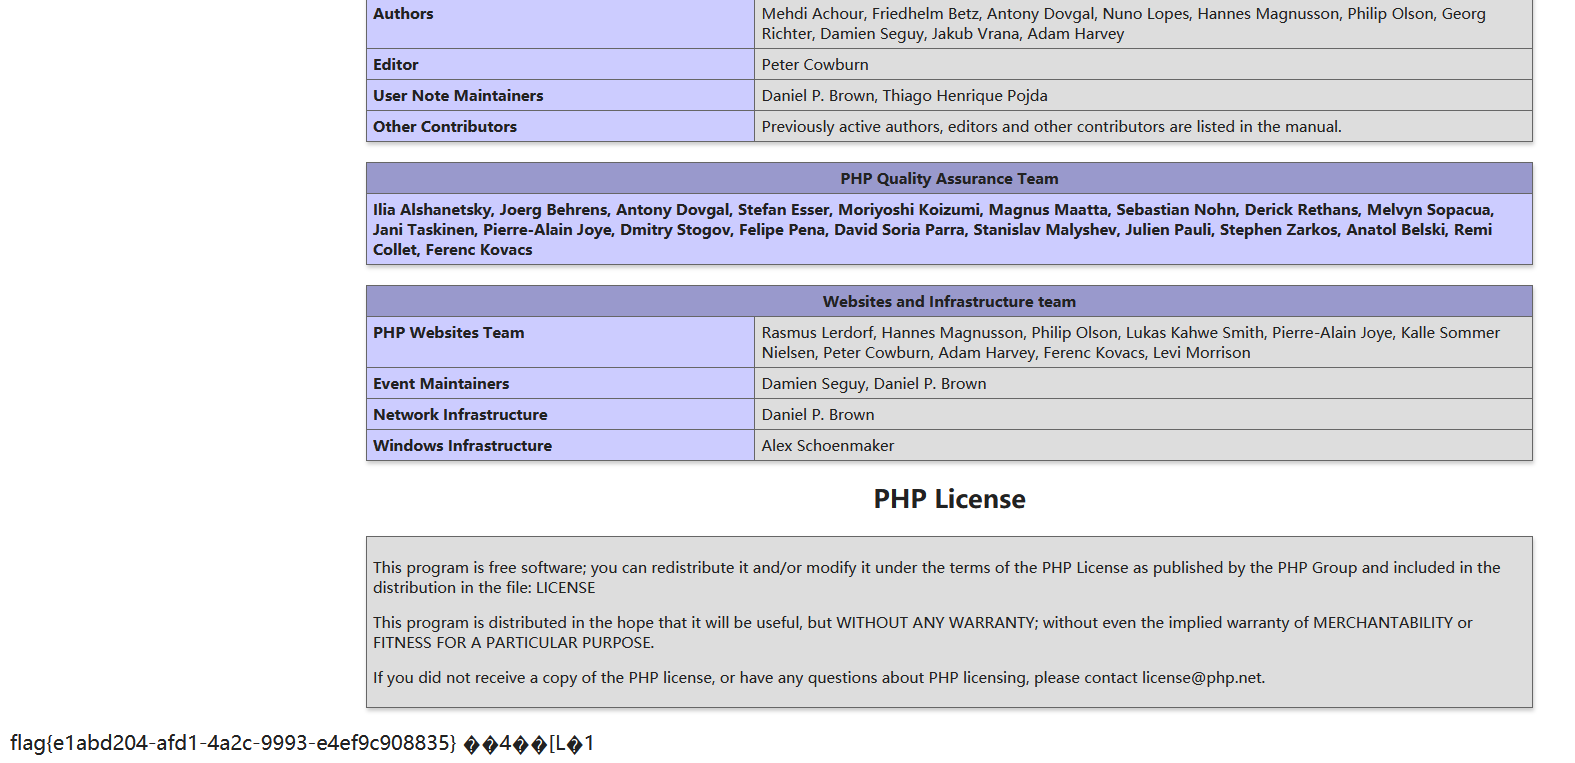 Authors
Mehdi Achour, Friedhelm Betz, Antony Dovgal, Nuno Lopes, Hannes Magnusson, Philip Olson, Georg
Richter, Damien Seguy, Jakub Vrana, Adam Harvey
Editor
Peter Cowburn
User Note Maintainers
Daniel P. Brown, Thiago Henrique Pojda
Other Contributors
Previously active authors, editors and other contributors are listed in the manual.
PHP Quality Assurance Team
Ilia Alshanetsky, Joerg Behrens, Antony Dovgal, Stefan Esser, Moriyoshi Koizumi, Magnus Maatta, Sebastian Nohn, Derick Rethans, Melvyn Sopacua,
Jani Taskinen, Pierre-Alain Joye, Dmitry Stogov, Felipe Pena, David Soria Parra, Stanislav Malyshev, Julien Pauli, Stephen Zarkos, Anatol Belski, Remi
Collet, Ferenc Kovacs
Websites and Infrastructure team
PHP Websites Team
Rasmus Lerdorf, Hannes Magnusson, Philip Olson, Lukas Kahwe Smith, Pierre-Alain Joye, Kalle Sommer
Nielsen, Peter Cowburn, Adam Harvey, Ferenc Kovacs, Levi Morrison
Event Maintainers
Damien Seguy, Daniel P. Brown
Network Infrastructure
Daniel P. Brown
Windows Infrastructure
Alex Schoenmaker
PHP License
This program is free software; you can redistribute it and/or modify it under the terms of the PHP License as published by the PHP Group and included in the
distribution in the file: LICENSE
This program is distributed in the hope that it will be useful, but WITHOUT ANY WARRANTY; without even the implied warranty of MERCHANTABILITY or
FITNESS FOR A PARTICULAR PURPOSE.
If you did not receive a copy of the PHP license, or have any questions about PHP licensing, please contact license@php.net.
flag{e1abd204-afd1-4a2c-9993-e4ef9c908835} ��4��[L�1